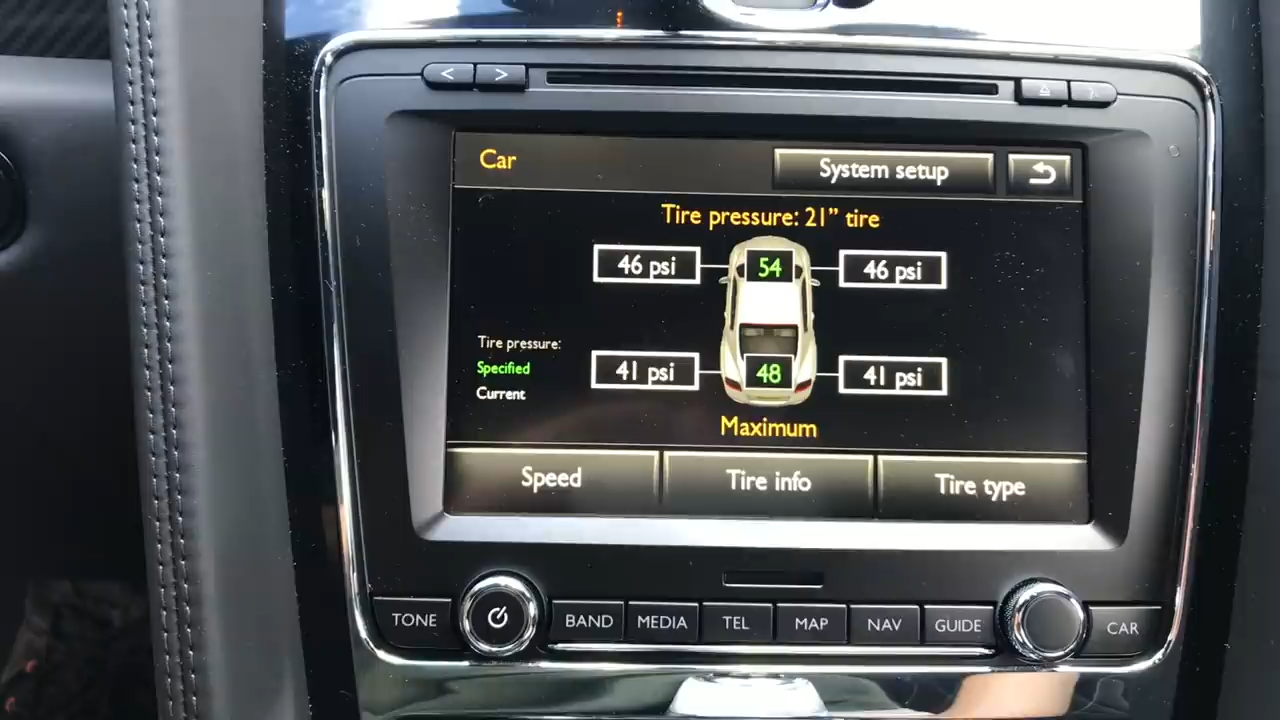 < >
Car System setup
Tire pressure: 21” tire
46 psi 54 46 psi
Tire pressure:
Specified
Current
41 psi 48 41 psi
Maximum
Speed Tire info Tire type
TONE BAND MEDIA TEL MAP NAV GUIDE CAR